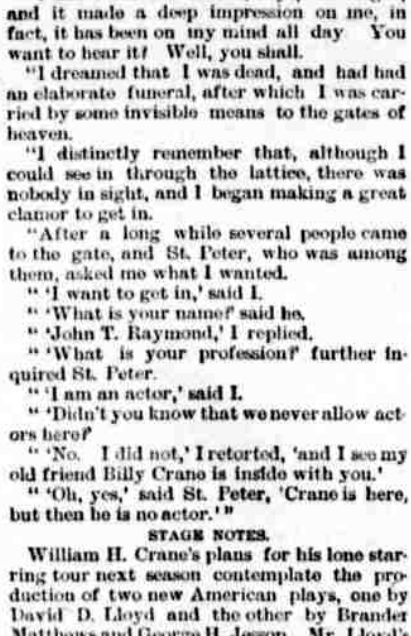 and it made a deep impression on me, in
fact, it has been on my mind all day You
want to hear it? Well, you shall.
"I dreamed that I was dead, and had had
an elaborate funeral, after which I was car-
ried by some invisible means to the gates of
heaven.
"I distinctly remember that, although I
could see in through the lattice, there was
nobody in sight, and I began making a great
clamor to get in.
"After a long while several people came
to the gate, and St. Peter, who was among
them, asked me what I wanted.
" 'I want to get in,' said I.
" 'What is your name?' said he.
" 'John T. Raymond,' I replied.
" 'What is your profession?' further in-
quired St. Peter.
" 'I am an actor,' said I.
" 'Didn't you know that we never allow act-
ors here?'
" 'No. I did not,' I retorted, 'and I see my
old friend Billy Crane is inside with you.'
" 'Oh, yes,' said St. Peter, 'Crane is here,
but then he is no actor.' "
STAGE NOTES.
William H. Crane's plans for his lone star-
ring tour next season contemplate the pro-
duction of two new American plays, one by
David D. Lloyd and the other by Brander
Matthews and George H. Jessop. Mr. Lloyd's